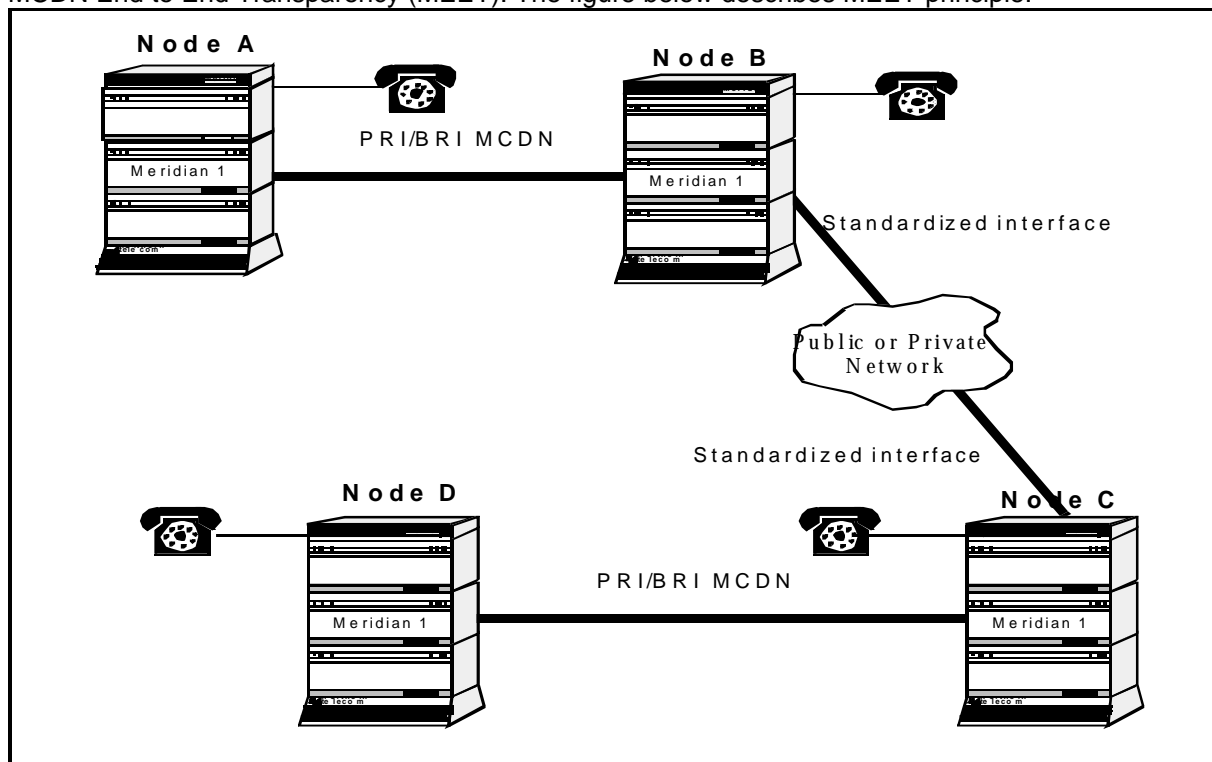 MCDN End to End Transparency (MEET). The figure below describes MEET principle.
Node A
Node B
PRI/BRI MCDN
Meridian 1
Meridian 1
Standardized interface
Public or Private
Network
Standardized interface
Node D
Node C
PRI/BRI MCDN
Meridian 1
Meridian 1